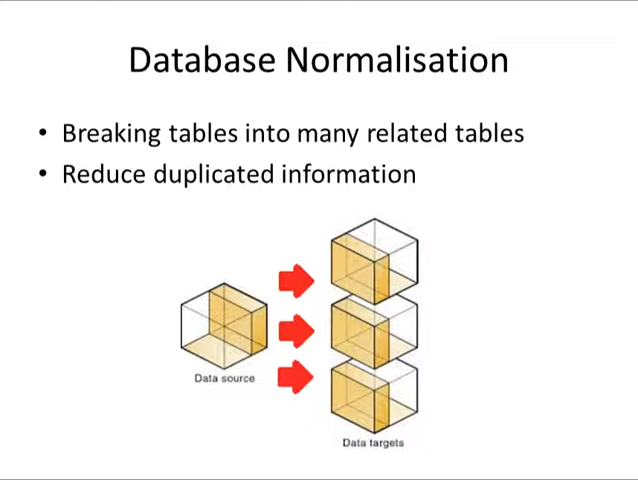 Database Normalisation
• Breaking tables into many related tables
• Reduce duplicated information
Data source
Data targets